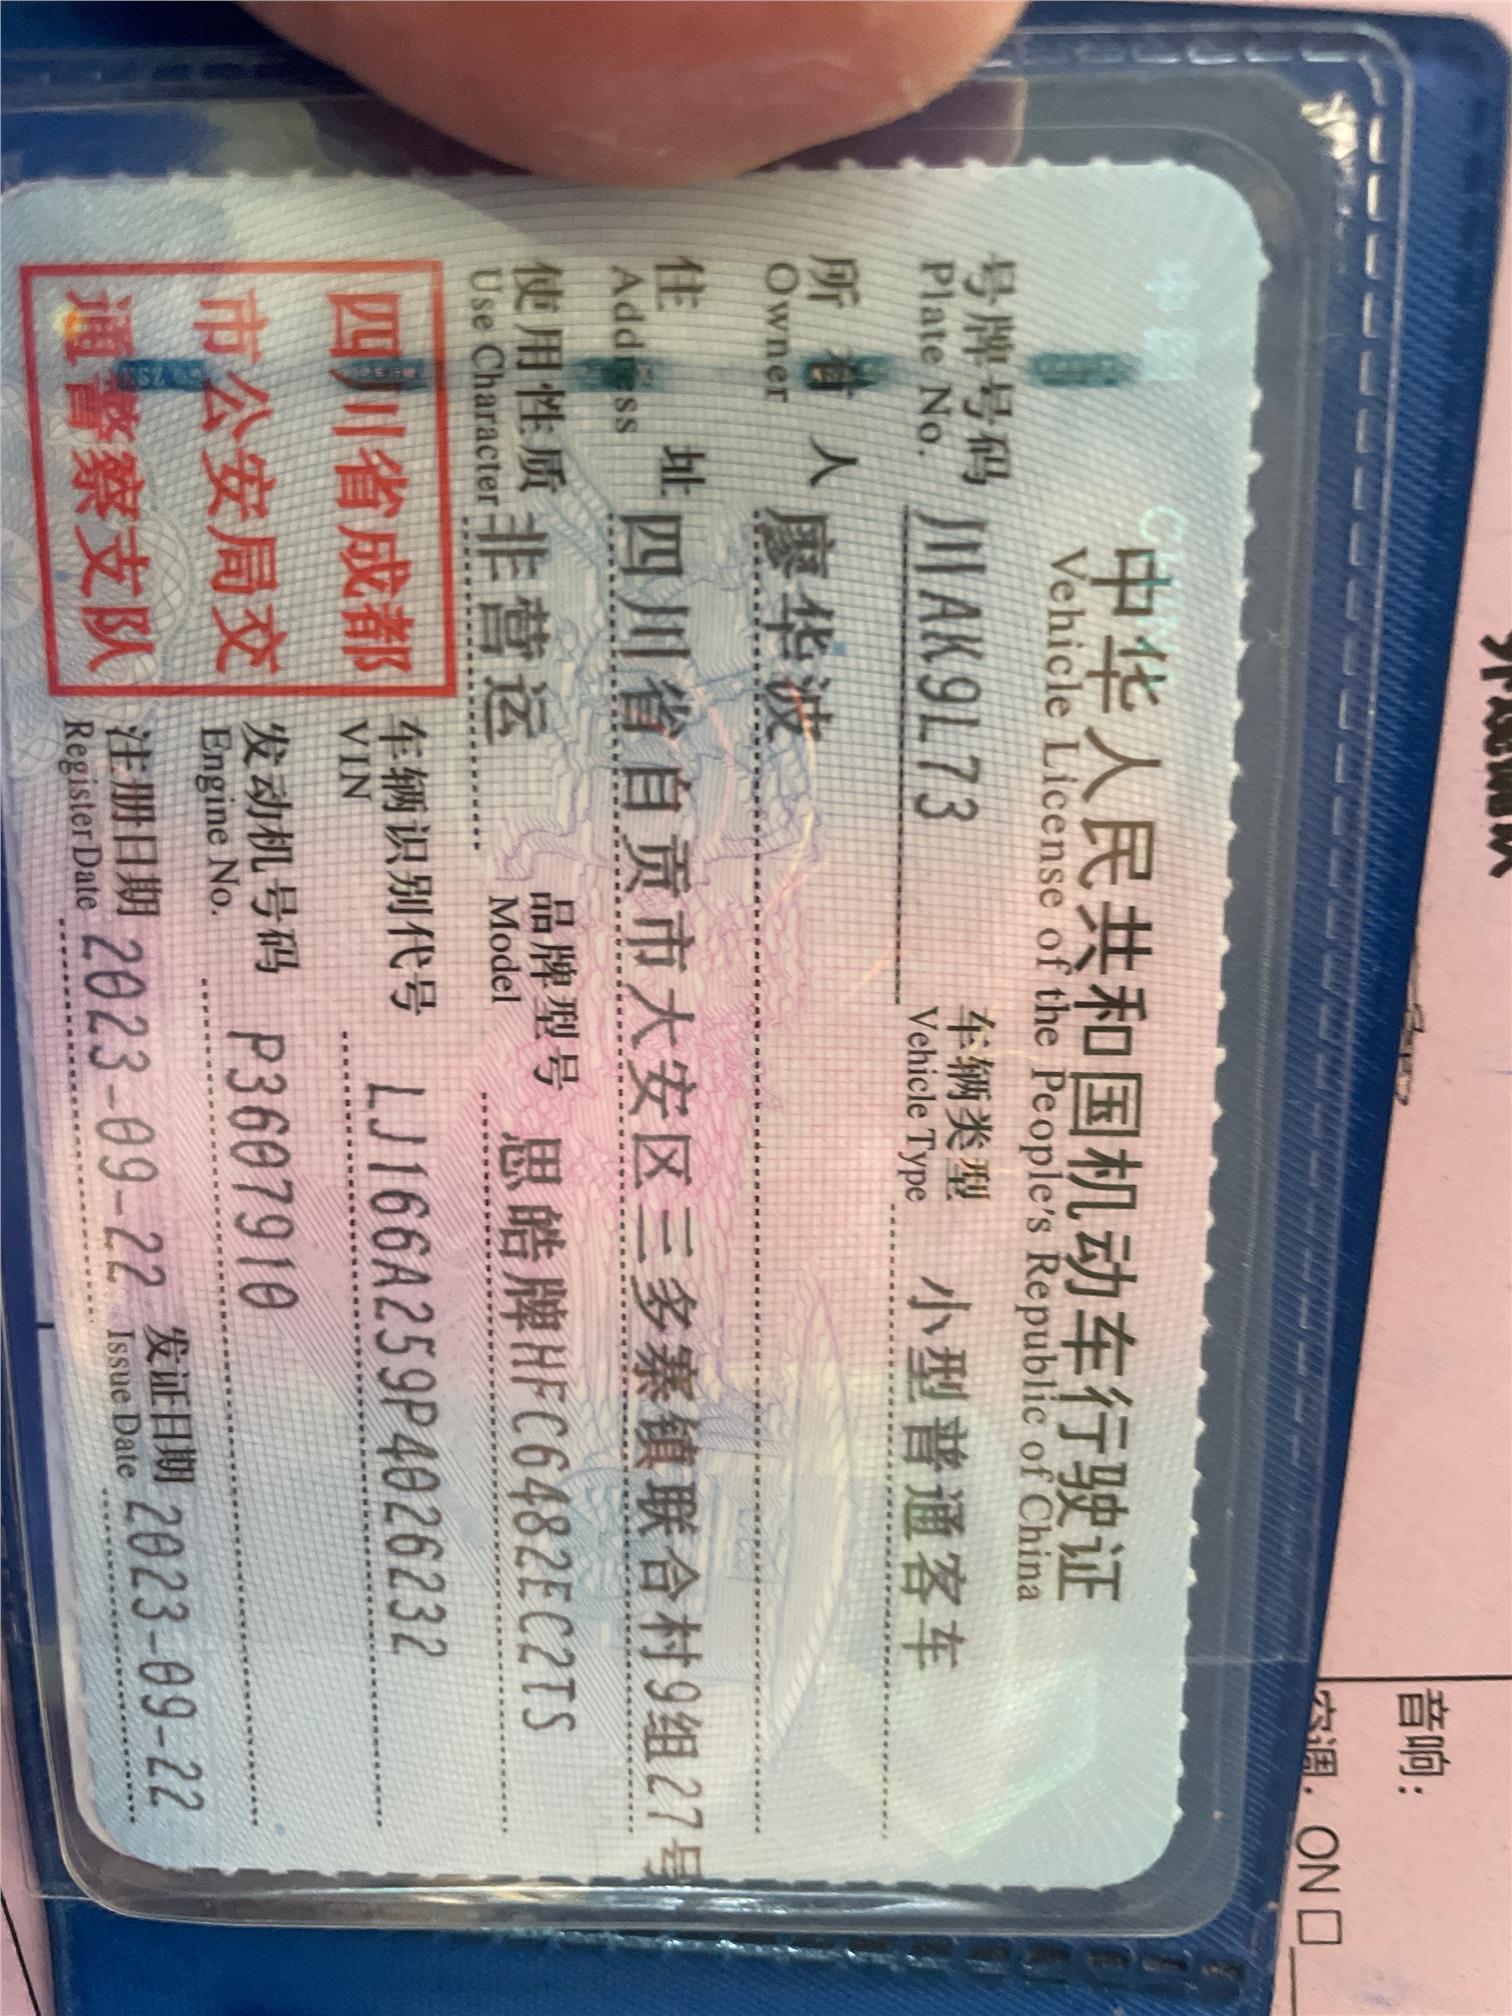 中华人民共和国机动车行驶证
Vehicle License of the People's Republic of China
号牌号码 川AK9L73 车辆类型 小型普通客车
Plate No. Vehicle Type
所有人 廖华波
Owner
住址 四川省自贡市大安区三多寨镇联合村9组27号
Address
使用性质 非营运 品牌型号 思皓牌HFC6482EC2TS
Use Character Model
四川省成都
市公安局交
通警察支队
车辆识别代号 LJ166A259P4026232
VIN
发动机号码 P3607910
Engine No.
注册日期 2023-09-22 发证日期 2023-09-22
Register Date Issue Date
音响:
空调: ON □